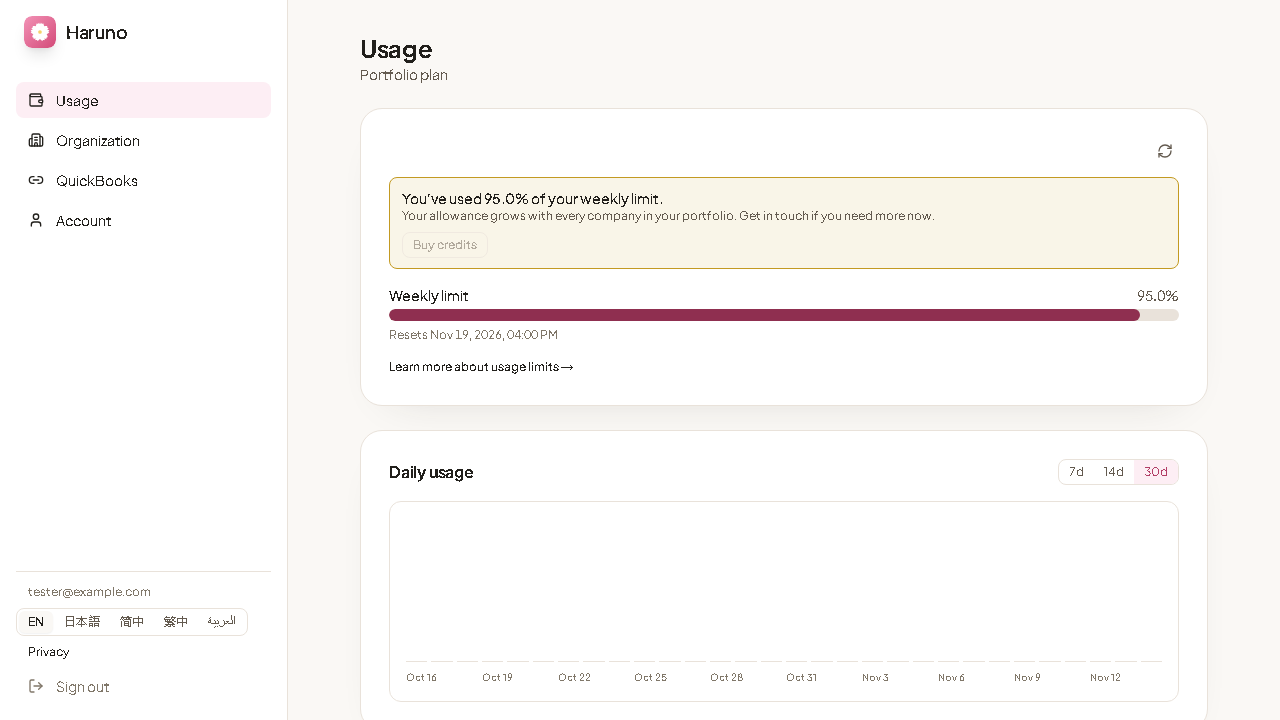 Haruno
Usage
Organization
QuickBooks
Account
tester@example.com
EN 日本語 简中 繁中 العربية
Privacy
Sign out
Usage
Portfolio plan
You've used 95.0% of your weekly limit.
Your allowance grows with every company in your portfolio. Get in touch if you need more now.
Buy credits
Weekly limit 95.0%
Resets Nov 19, 2026, 04:00 PM
Learn more about usage limits →
Daily usage 7d 14d 30d
Oct 16 Oct 19 Oct 22 Oct 25 Oct 28 Oct 31 Nov 3 Nov 6 Nov 9 Nov 12